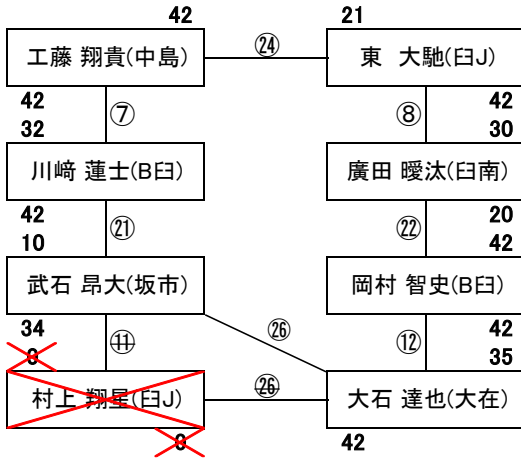 42 21
工藤 翔貴(中島) ㉔ 東 大馳(臼J)
42 42
32 ⑦ ⑧ 30
川﨑 蓮士(B臼) 廣田 曖汰(臼南)
42 20
10 ㉑ ㉒ 42
武石 昂大(坂市) 岡村 智史(B臼)
34 ㉖ 42
0 ⑪ ⑫ 35
村上 翔星(臼J) ㉖ 大石 達也(大在)
0 42